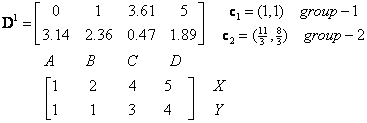 D¹ = [ 0 1 3.61 5 ] c₁ = (1,1) group − 1
[ 3.14 2.36 0.47 1.89 ] c₂ = (11/3, 8/3) group − 2
A B C D
[ 1 2 4 5 ] X
[ 1 1 3 4 ] Y